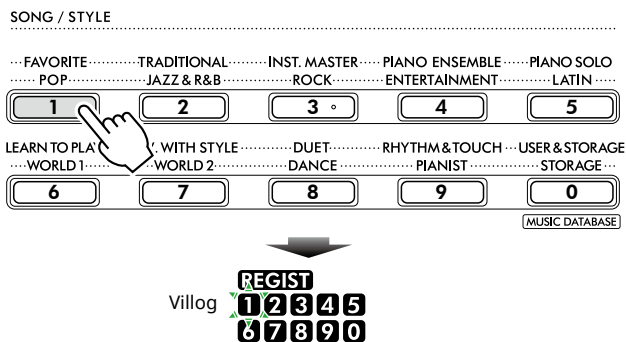 SONG / STYLE
FAVORITE TRADITIONAL INST. MASTER PIANO ENSEMBLE PIANO SOLO
POP JAZZ & R&B ROCK ENTERTAINMENT LATIN
1 2 3 4 5
LEARN TO PLAY WITH STYLE DUET RHYTHM & TOUCH USER & STORAGE
WORLD 1 WORLD 2 DANCE PIANIST STORAGE
6 7 8 9 0
MUSIC DATABASE
REGIST
Villog 1 2 3 4 5
6 7 8 9 0